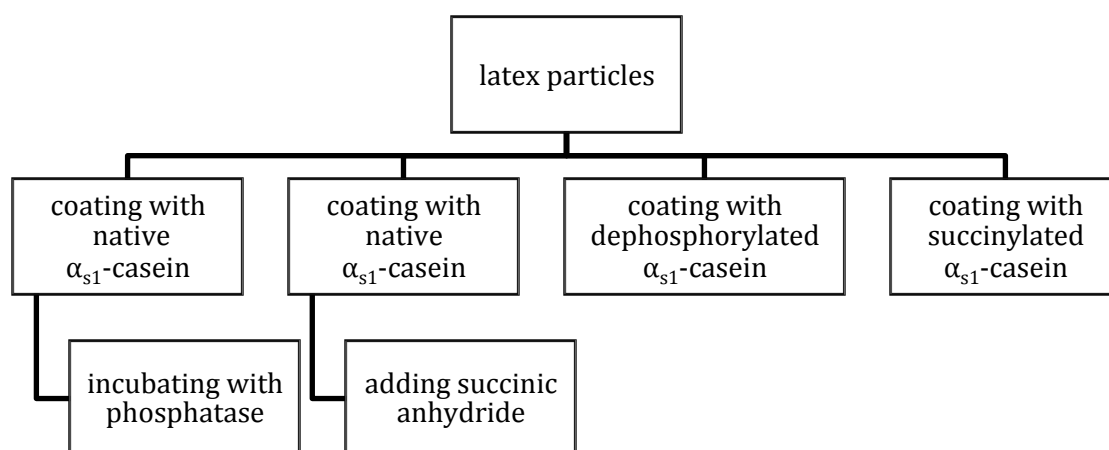 latex particles
coating with
native
αs1-casein
coating with
native
αs1-casein
coating with
dephosphorylated
αs1-casein
coating with
succinylated
αs1-casein
incubating with
phosphatase
adding succinic
anhydride